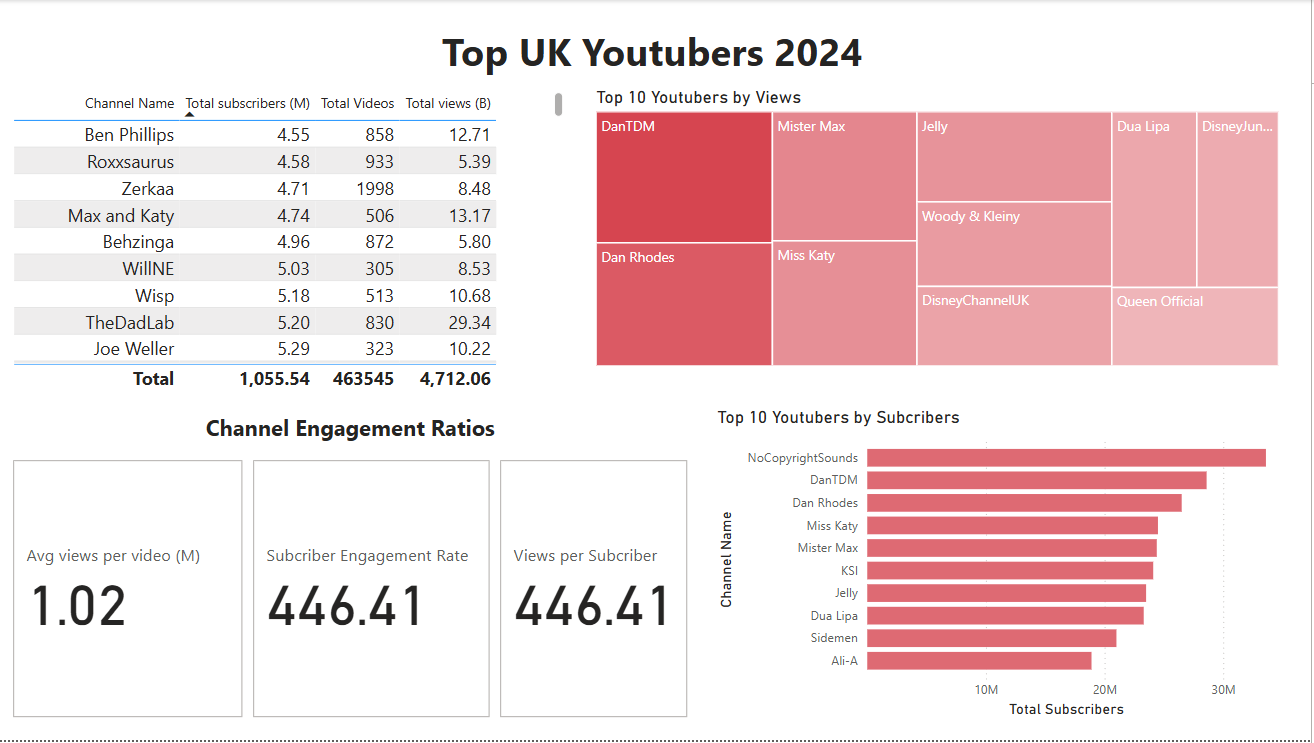 Top UK Youtubers 2024
Channel Name Total subscribers (M) Total Videos Total views (B)
Ben Phillips 4.55 858 12.71
Roxxsaurus 4.58 933 5.39
Zerkaa 4.71 1998 8.48
Max and Katy 4.74 506 13.17
Behzinga 4.96 872 5.80
WillNE 5.03 305 8.53
Wisp 5.18 513 10.68
TheDadLab 5.20 830 29.34
Joe Weller 5.29 323 10.22
Total 1,055.54 463545 4,712.06
Top 10 Youtubers by Views
DanTDM
Dan Rhodes
Mister Max
Miss Katy
Jelly
Woody & Kleiny
DisneyChannelUK
Dua Lipa
DisneyJun...
Queen Official
Channel Engagement Ratios
Avg views per video (M)
1.02
Subcriber Engagement Rate
446.41
Views per Subcriber
446.41
Top 10 Youtubers by Subcribers
Channel Name
NoCopyrightSounds
DanTDM
Dan Rhodes
Miss Katy
Mister Max
KSI
Jelly
Dua Lipa
Sidemen
Ali-A
10M 20M 30M
Total Subscribers